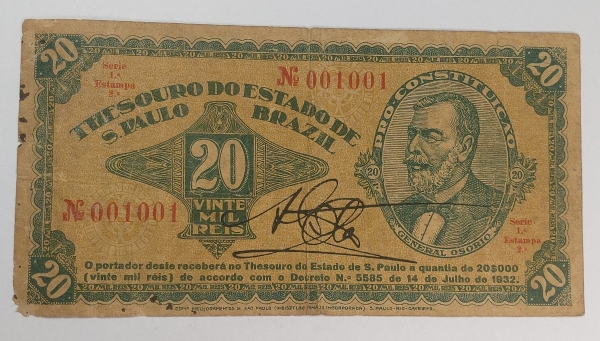 20
20
Serie
1.ª
Estampa
2.ª
Nº 001001
THESOURO DO ESTADO DE
S. PAULO BRAZIL
PRO-CONSTITUIÇÃO
20
VINTE
MIL
REIS
20
20
Nº 001001
GENERAL OSORIO
Serie
1.ª
Estampa
2.ª
O portador deste receberá no Thesouro do Estado de S. Paulo a quantia de 20$000
(vinte mil réis) de accordo com o Decreto N.º 5585 de 14 de Julho de 1932.
20
20